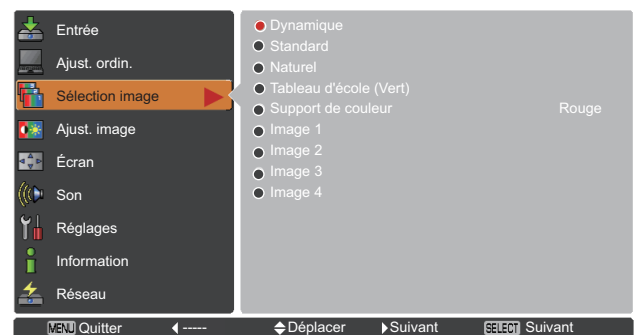 Entrée
Ajust. ordin.
Sélection image
Ajust. image
Écran
Son
Réglages
Information
Réseau
Dynamique
Standard
Naturel
Tableau d'école (Vert)
Support de couleur Rouge
Image 1
Image 2
Image 3
Image 4
MENU Quitter ----- Déplacer Suivant SELECT Suivant